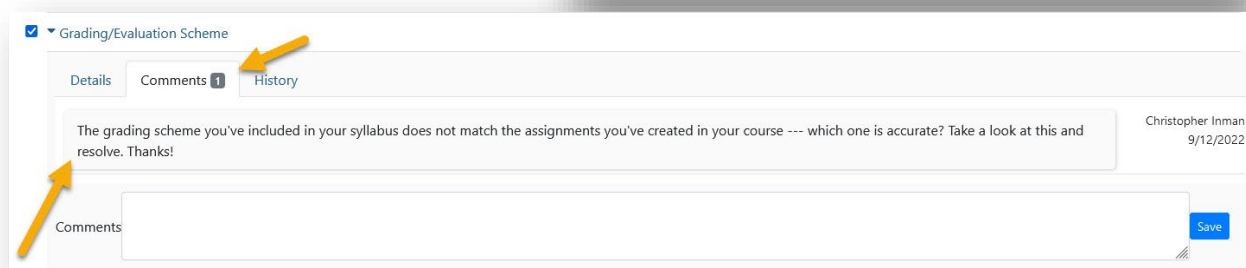 Grading/Evaluation Scheme
Details Comments 1 History
The grading scheme you've included in your syllabus does not match the assignments you've created in your course --- which one is accurate? Take a look at this and
resolve. Thanks!
Christopher Inman
9/12/2022
Comments
Save